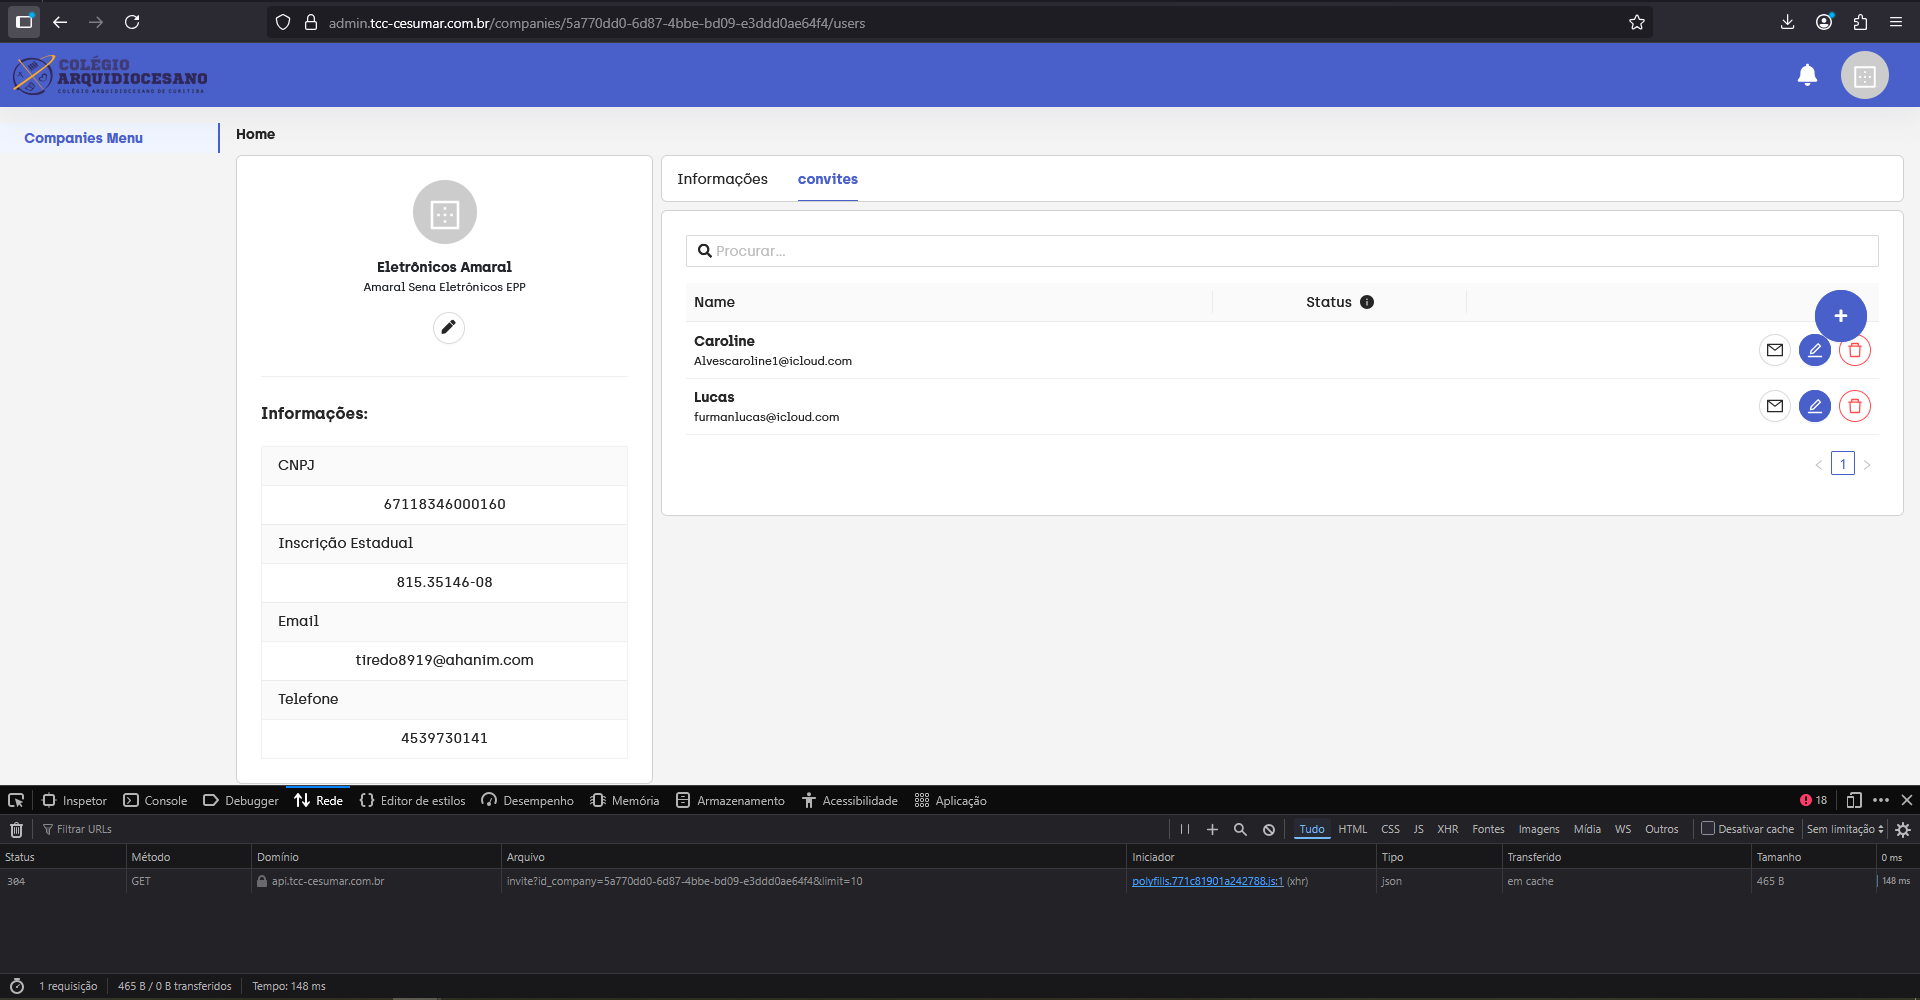 admin.tcc-cesumar.com.br/companies/5a770dd0-6d87-4bbe-bd09-e3ddd0ae64f4/users
COLÉGIO
ARQUIDIOCESANO
COLÉGIO ARQUIDIOCESANO DE CURITIBA
Companies Menu
Home
Eletrônicos Amaral
Amaral Sena Eletrônicos EPP
Informações:
CNPJ
67118346000160
Inscrição Estadual
815.35146-08
Email
tiredo8919@ahanim.com
Telefone
4539730141
Informações convites
Procurar...
Name Status
Caroline
Alvescaroline1@icloud.com
Lucas
furmanlucas@icloud.com
< 1 >
Inspetor Console Debugger Rede Editor de estilos Desempenho Memória Armazenamento Acessibilidade Aplicação 18
Filtrar URLs Tudo HTML CSS JS XHR Fontes Imagens Mídia WS Outros Desativar cache Sem limitação
Status Método Domínio Arquivo Iniciador Tipo Transferido Tamanho 0 ms
304 GET api.tcc-cesumar.com.br invite?id_company=5a770dd0-6d87-4bbe-bd09-e3ddd0ae64f4&limit=10 polyfills.771c81901a242788.js:1 (xhr) json em cache 465 B 148 ms
1 requisição 465 B / 0 B transferidos Tempo: 148 ms